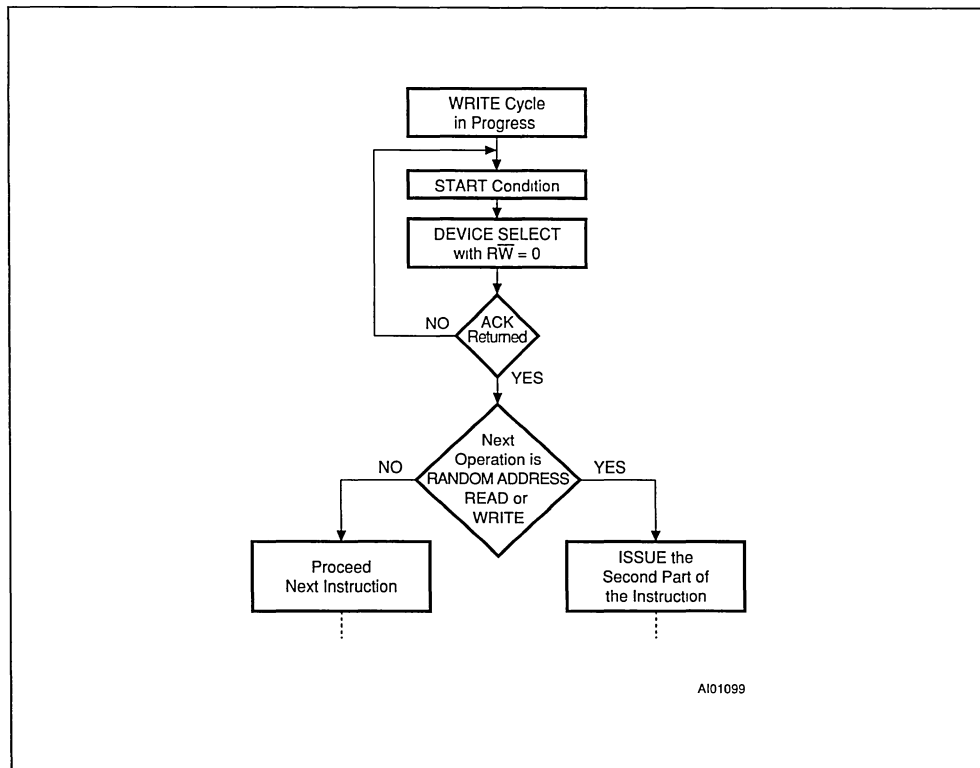 WRITE Cycle
in Progress
START Condition
DEVICE SELECT
with RW̅ = 0
NO
ACK
Returned
YES
Next
Operation is
RANDOM ADDRESS
READ or
WRITE
NO
YES
Proceed
Next Instruction
ISSUE the
Second Part of
the Instruction
AI01099